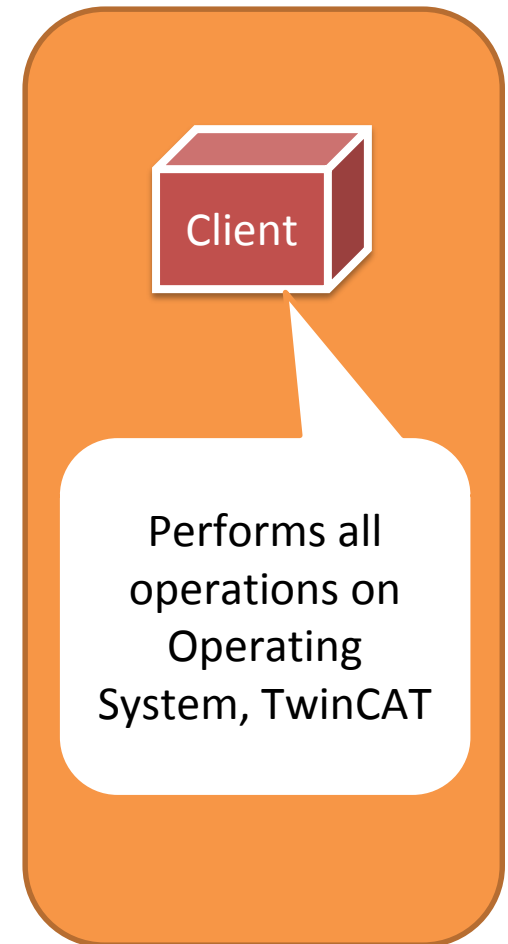 Client
Performs all
operations on
Operating
System, TwinCAT